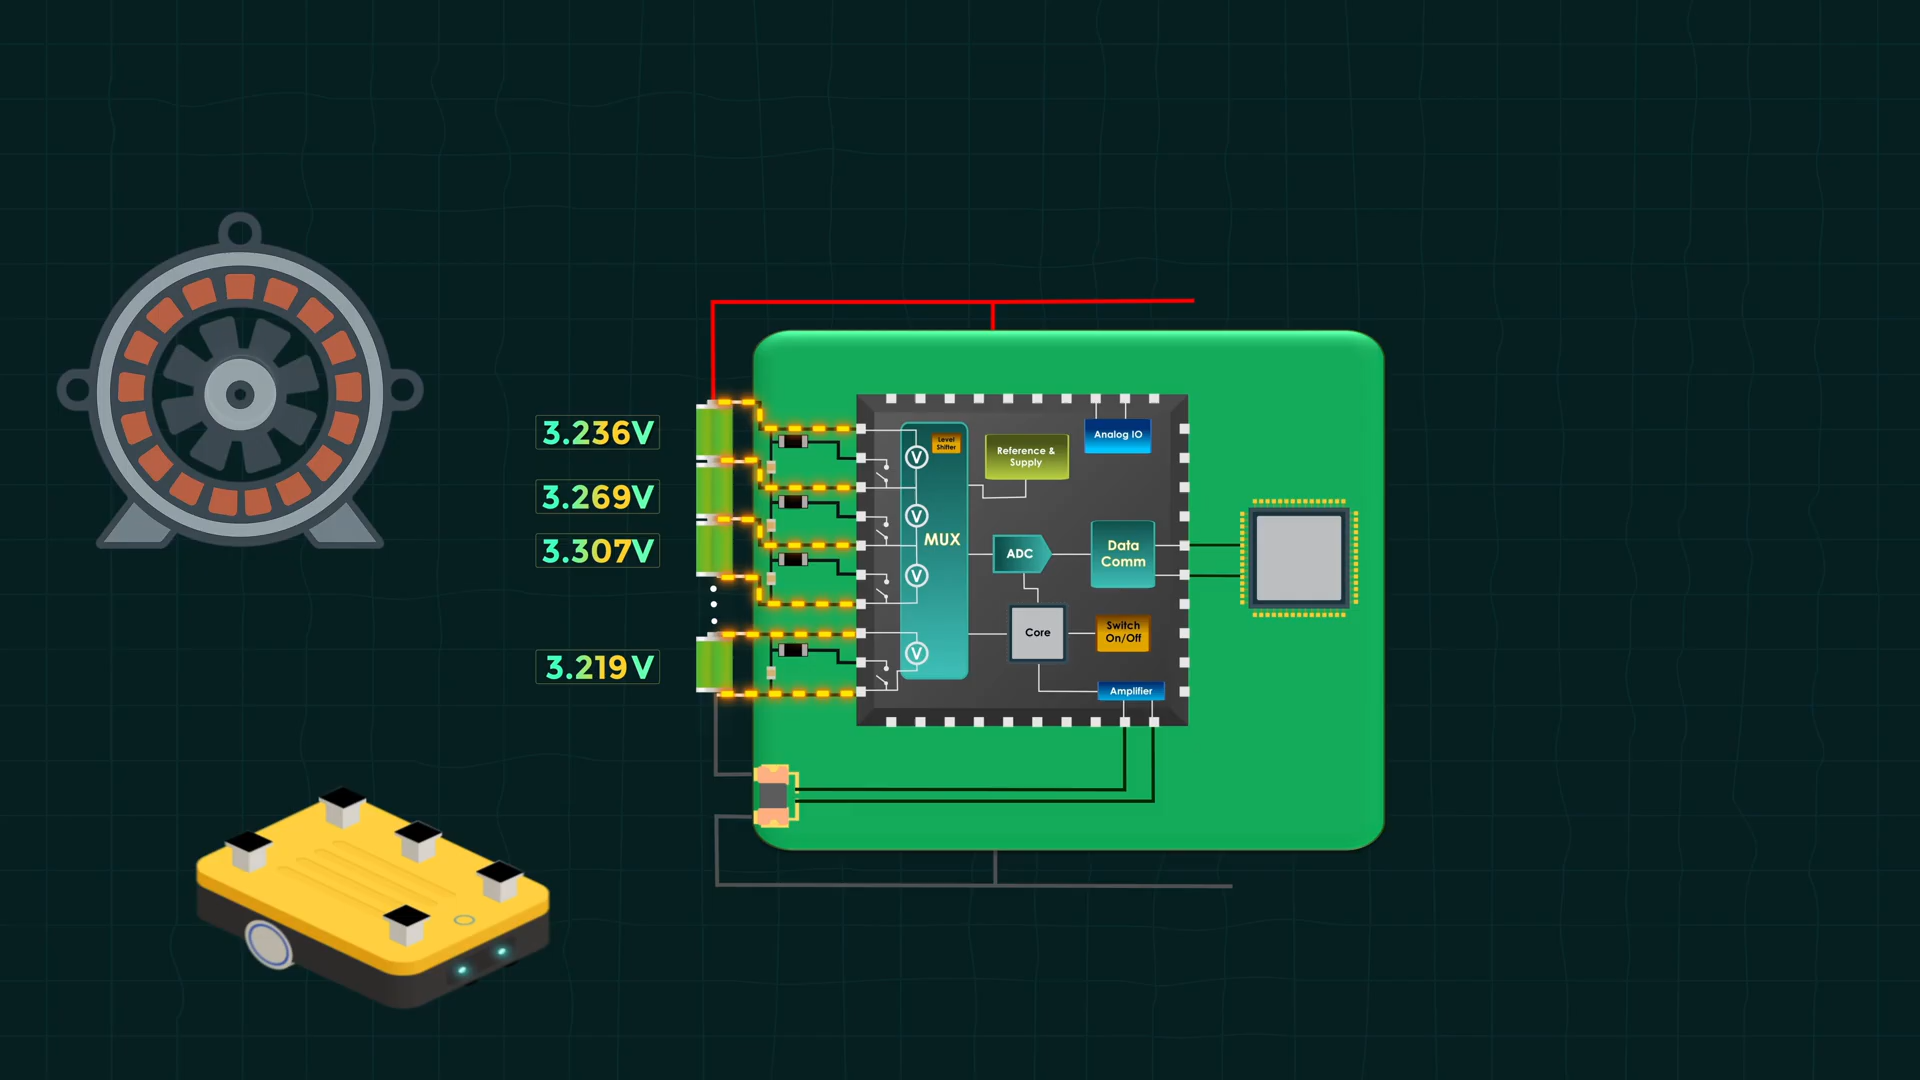 3.236V
3.269V
3.307V
3.219V
Level
Shifter
V
V
V
V
MUX
Reference &
Supply
Analog IO
ADC
Data
Comm
Core
Switch
On/Off
Amplifier